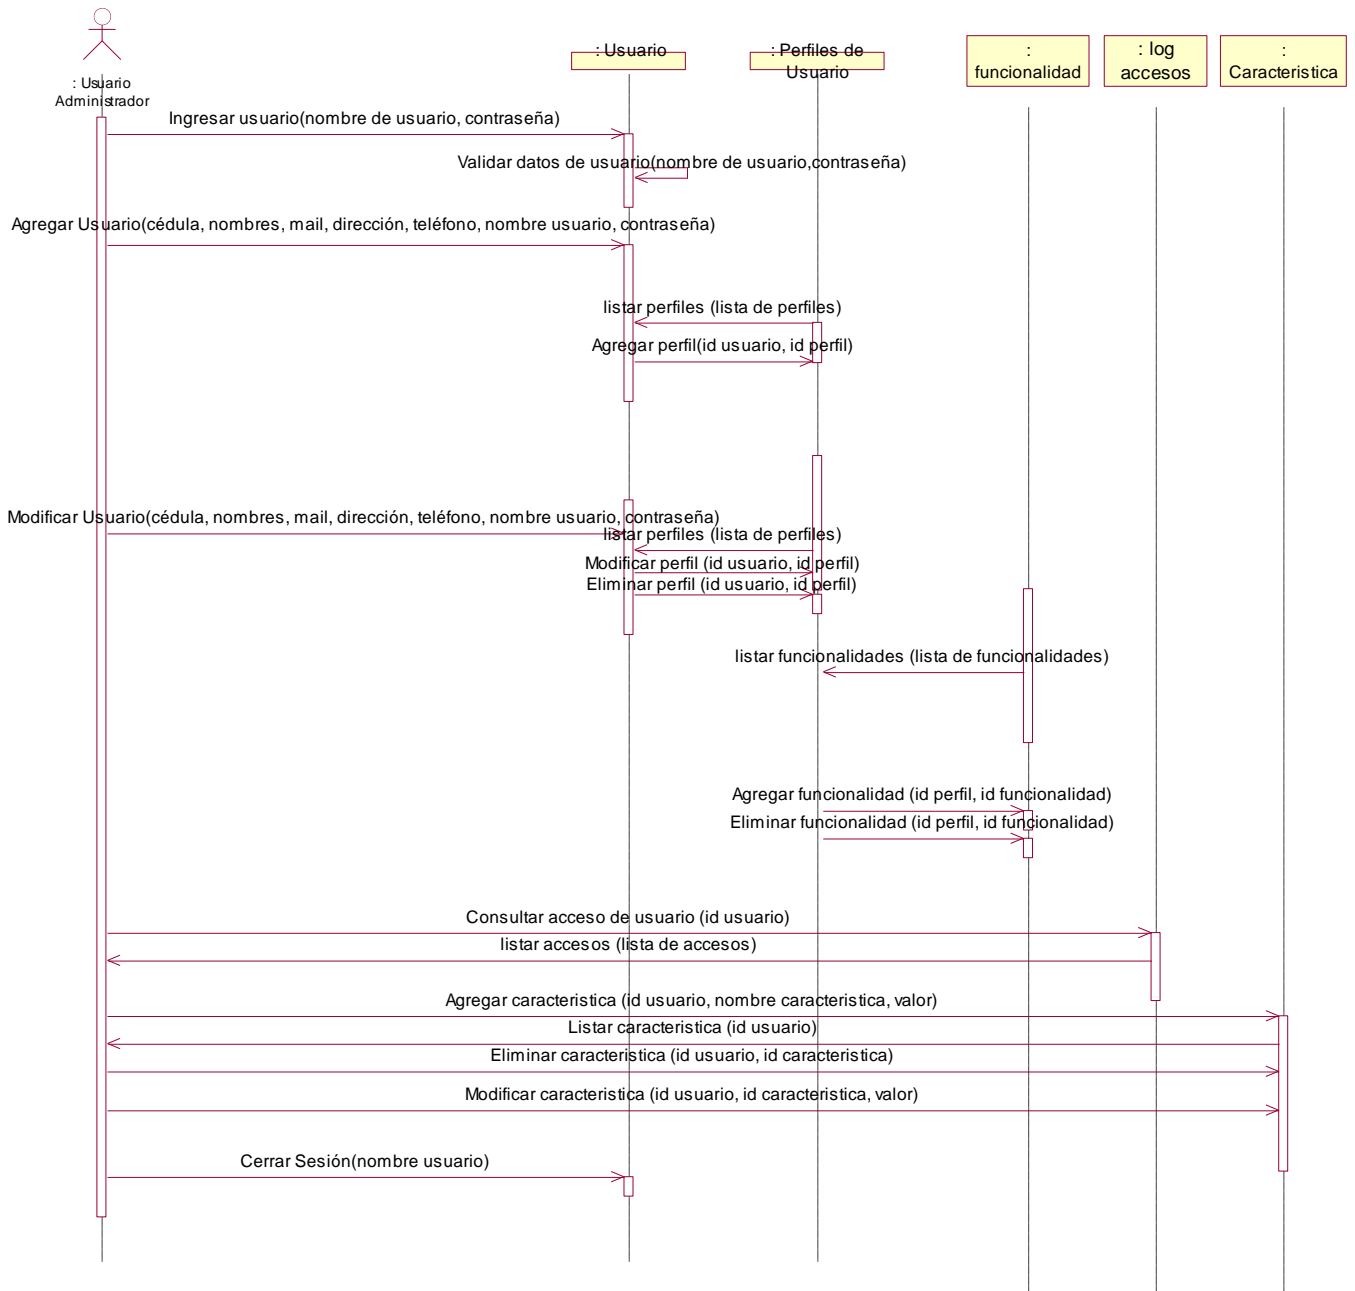 : Usuario
Administrador
: Usuario
: Perfiles de
Usuario
:
funcionalidad
: log
accesos
:
Caracteristica
Ingresar usuario(nombre de usuario, contraseña)
Validar datos de usuario(nombre de usuario,contraseña)
Agregar Usuario(cédula, nombres, mail, dirección, teléfono, nombre usuario, contraseña)
listar perfiles (lista de perfiles)
Agregar perfil(id usuario, id perfil)
Modificar Usuario(cédula, nombres, mail, dirección, teléfono, nombre usuario, contraseña)
listar perfiles (lista de perfiles)
Modificar perfil (id usuario, id perfil)
Eliminar perfil (id usuario, id perfil)
listar funcionalidades (lista de funcionalidades)
Agregar funcionalidad (id perfil, id funcionalidad)
Eliminar funcionalidad (id perfil, id funcionalidad)
Consultar acceso de usuario (id usuario)
listar accesos (lista de accesos)
Agregar caracteristica (id usuario, nombre caracteristica, valor)
Listar caracteristica (id usuario)
Eliminar caracteristica (id usuario, id caracteristica)
Modificar caracteristica (id usuario, id caracteristica, valor)
Cerrar Sesión(nombre usuario)